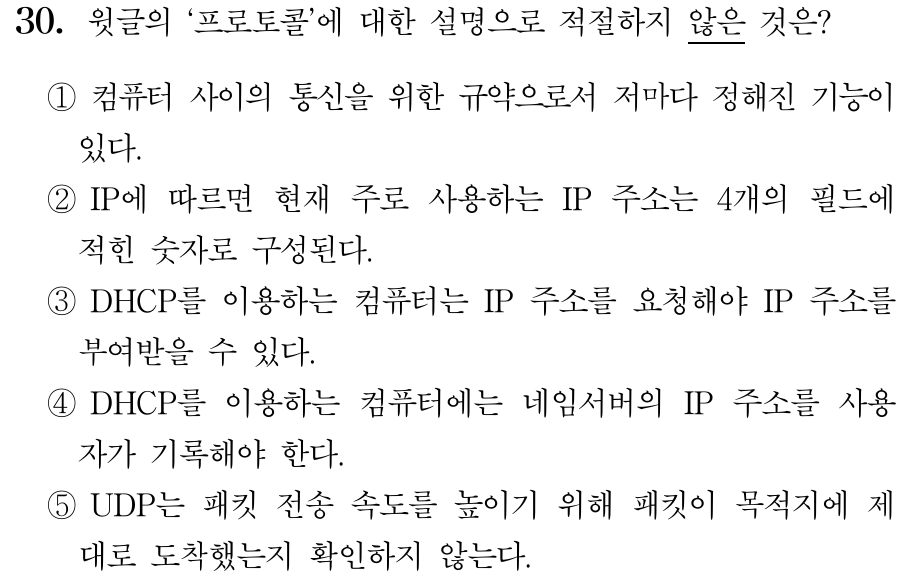 30. 윗글의 ‘프로토콜’에 대한 설명으로 적절하지 않은 것은?
① 컴퓨터 사이의 통신을 위한 규약으로서 저마다 정해진 기능이
있다.
② IP에 따르면 현재 주로 사용하는 IP 주소는 4개의 필드에
적힌 숫자로 구성된다.
③ DHCP를 이용하는 컴퓨터는 IP 주소를 요청해야 IP 주소를
부여받을 수 있다.
④ DHCP를 이용하는 컴퓨터에는 네임서버의 IP 주소를 사용
자가 기록해야 한다.
⑤ UDP는 패킷 전송 속도를 높이기 위해 패킷이 목적지에 제
대로 도착했는지 확인하지 않는다.